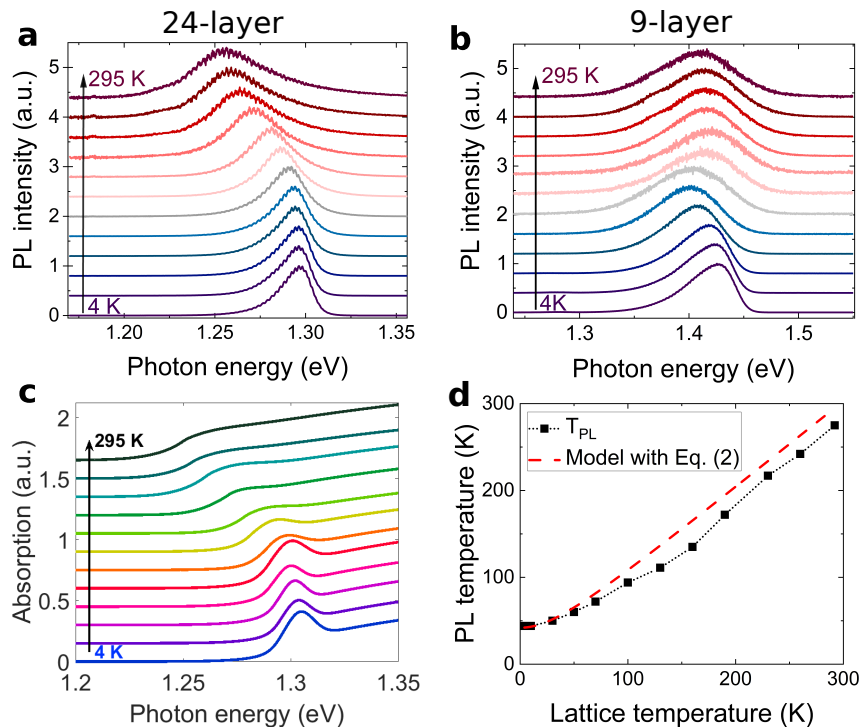 24-layer
9-layer
a
295 K
4 K
PL intensity (a.u.)
0
1
2
3
4
5
1.20
1.25
1.30
1.35
Photon energy (eV)
b
295 K
4K
PL intensity (a.u.)
0
1
2
3
4
5
1.3
1.4
1.5
Photon energy (eV)
c
295 K
4 K
Absorption (a.u.)
0
0.5
1
1.5
2
1.2
1.25
1.3
1.35
Photon energy (eV)
d
T_PL
Model with Eq. (2)
PL temperature (K)
0
100
200
300
0
100
200
300
Lattice temperature (K)